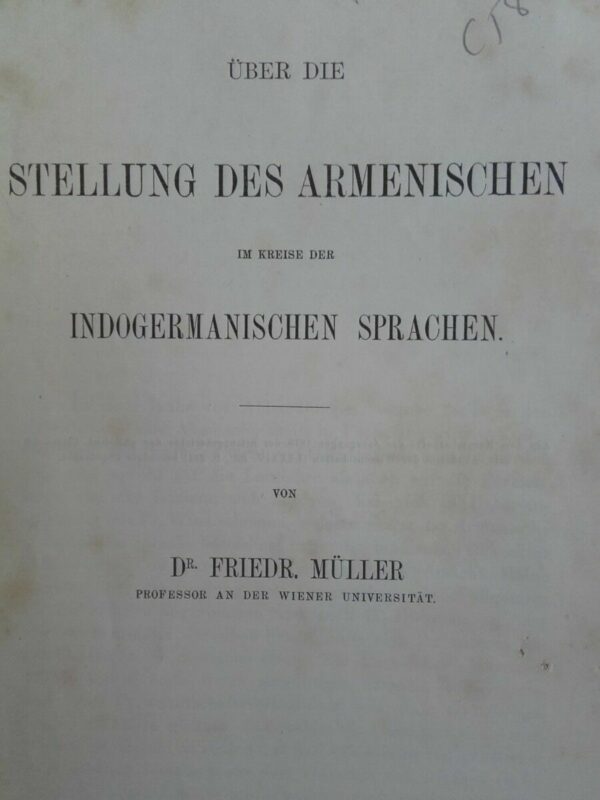 ÜBER DIE
STELLUNG DES ARMENISCHEN
IM KREISE DER
INDOGERMANISCHEN SPRACHEN.
VON
DR. FRIEDR. MÜLLER
PROFESSOR AN DER WIENER UNIVERSITÄT.